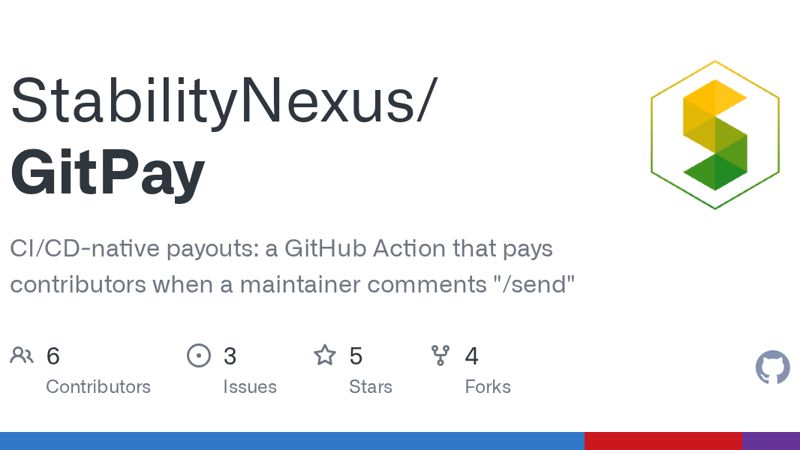 StabilityNexus/
GitPay
CI/CD-native payouts: a GitHub Action that pays
contributors when a maintainer comments "/send"
6 3 5 4
Contributors Issues Stars Forks